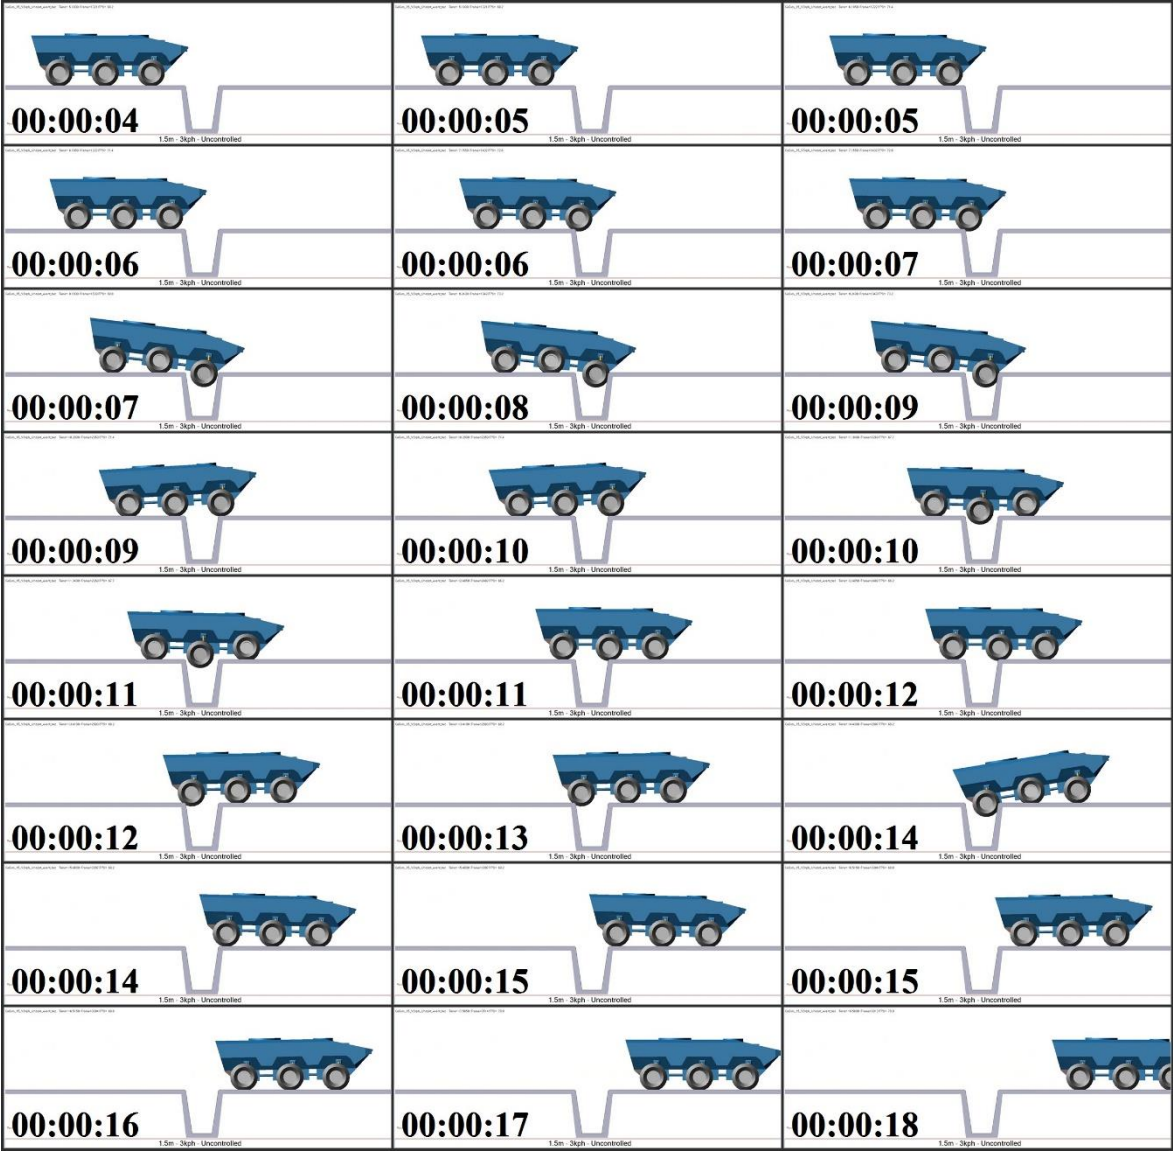 00:00:04
1.5m - 3kph - Uncontrolled
00:00:05
1.5m - 3kph - Uncontrolled
00:00:05
1.5m - 3kph - Uncontrolled
00:00:06
1.5m - 3kph - Uncontrolled
00:00:06
1.5m - 3kph - Uncontrolled
00:00:07
1.5m - 3kph - Uncontrolled
00:00:07
1.5m - 3kph - Uncontrolled
00:00:08
1.5m - 3kph - Uncontrolled
00:00:09
1.5m - 3kph - Uncontrolled
00:00:09
1.5m - 3kph - Uncontrolled
00:00:10
1.5m - 3kph - Uncontrolled
00:00:10
1.5m - 3kph - Uncontrolled
00:00:11
1.5m - 3kph - Uncontrolled
00:00:11
1.5m - 3kph - Uncontrolled
00:00:12
1.5m - 3kph - Uncontrolled
00:00:12
1.5m - 3kph - Uncontrolled
00:00:13
1.5m - 3kph - Uncontrolled
00:00:14
1.5m - 3kph - Uncontrolled
00:00:14
1.5m - 3kph - Uncontrolled
00:00:15
1.5m - 3kph - Uncontrolled
00:00:15
1.5m - 3kph - Uncontrolled
00:00:16
1.5m - 3kph - Uncontrolled
00:00:17
1.5m - 3kph - Uncontrolled
00:00:18
1.5m - 3kph - Uncontrolled